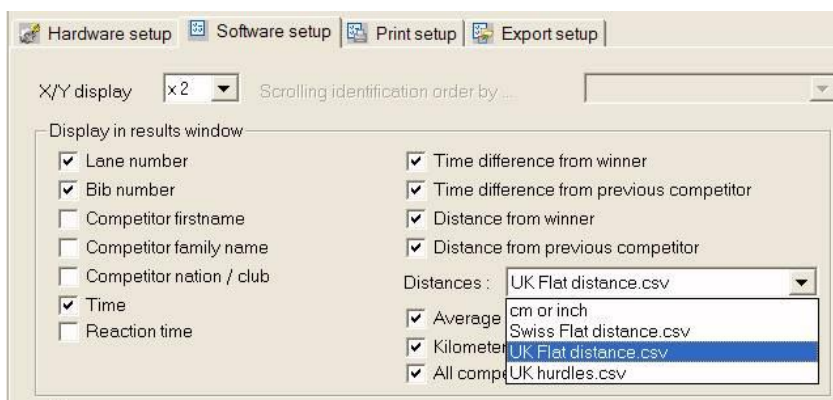 Hardware setup Software setup Print setup Export setup
X/Y display x 2 Scrolling identification order by ....
Display in results window
Lane number
Bib number
Competitor firstname
Competitor family name
Competitor nation / club
Time
Reaction time
Time difference from winner
Time difference from previous competitor
Distance from winner
Distance from previous competitor
Distances : UK Flat distance.csv
cm or inch
Swiss Flat distance.csv
UK Flat distance.csv
UK hurdles.csv
Average
Kilometer
All compe